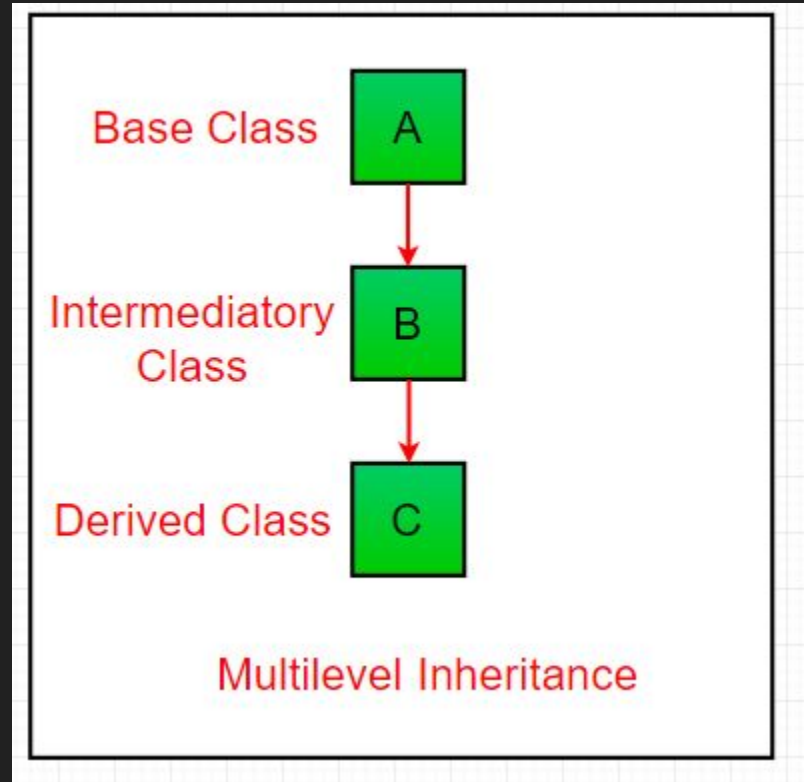 Base Class
A
Intermediatory
Class
B
Derived Class
C
Multilevel Inheritance